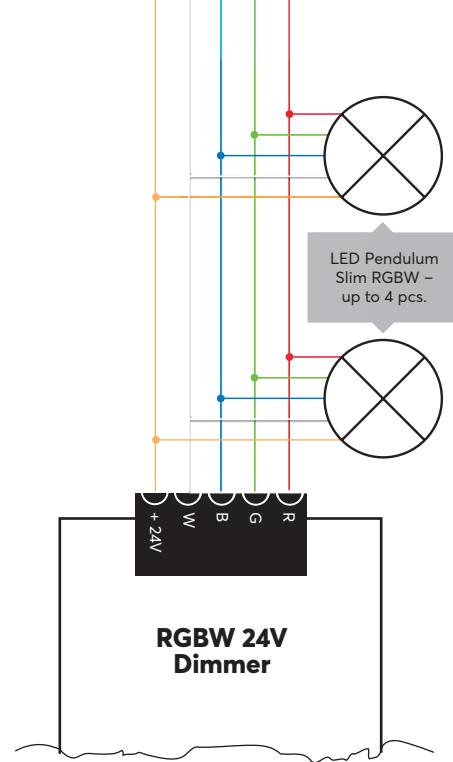 LED Pendulum
Slim RGBW –
up to 4 pcs.
+ 24V
W
B
G
R
RGBW 24V
Dimmer